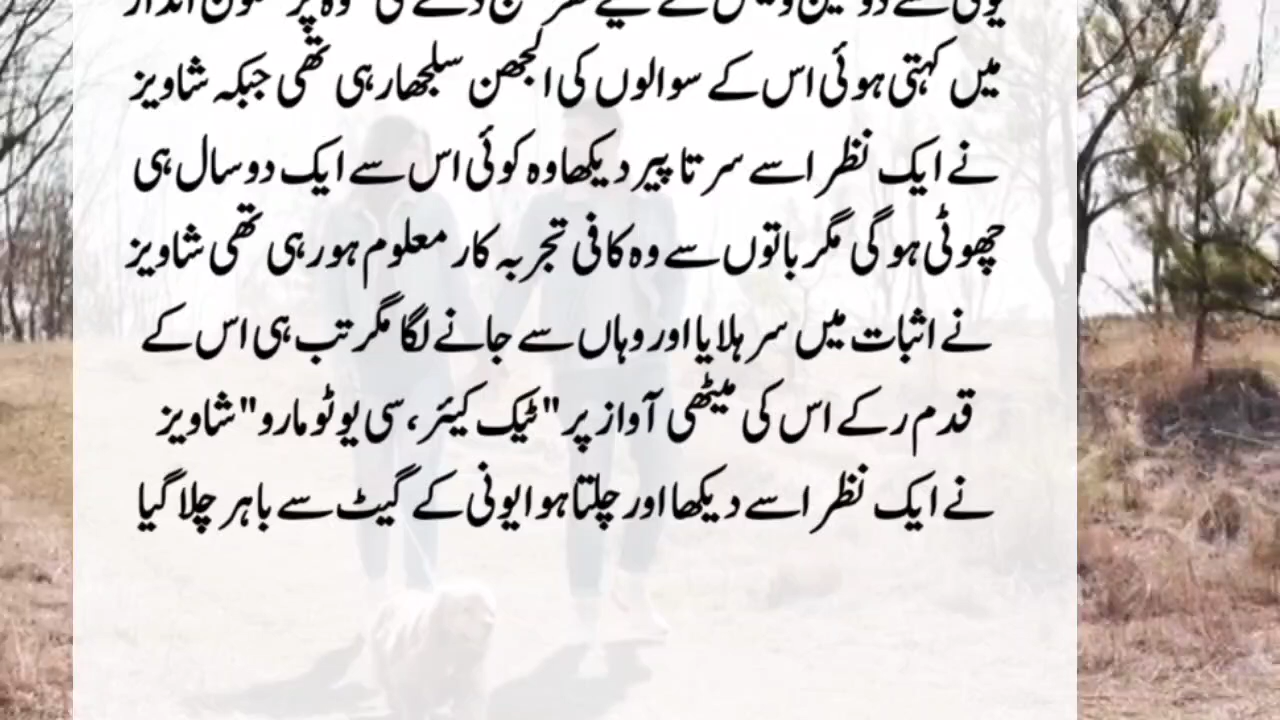 میں کہتی ہوئی اس کے سوالوں کی الجھن سلجھا رہی تھی جبکہ شاویز
نے ایک نظر اسے سر تا پیر دیکھا وہ کوئی اس سے ایک دو سال ہی
چھوٹی ہو گی مگر باتوں سے وہ کافی تجربہ کار معلوم ہو رہی تھی شاویز
نے اثبات میں سر ہلایا اور وہاں سے جانے لگا مگر تب ہی اس کے
قدم رکے اس کی میٹھی آواز پر "ٹیک کیئر، سی یو ٹومارو" شاویز
نے ایک نظر اسے دیکھا اور چلتا ہوا یونی کے گیٹ سے باہر چلا گیا